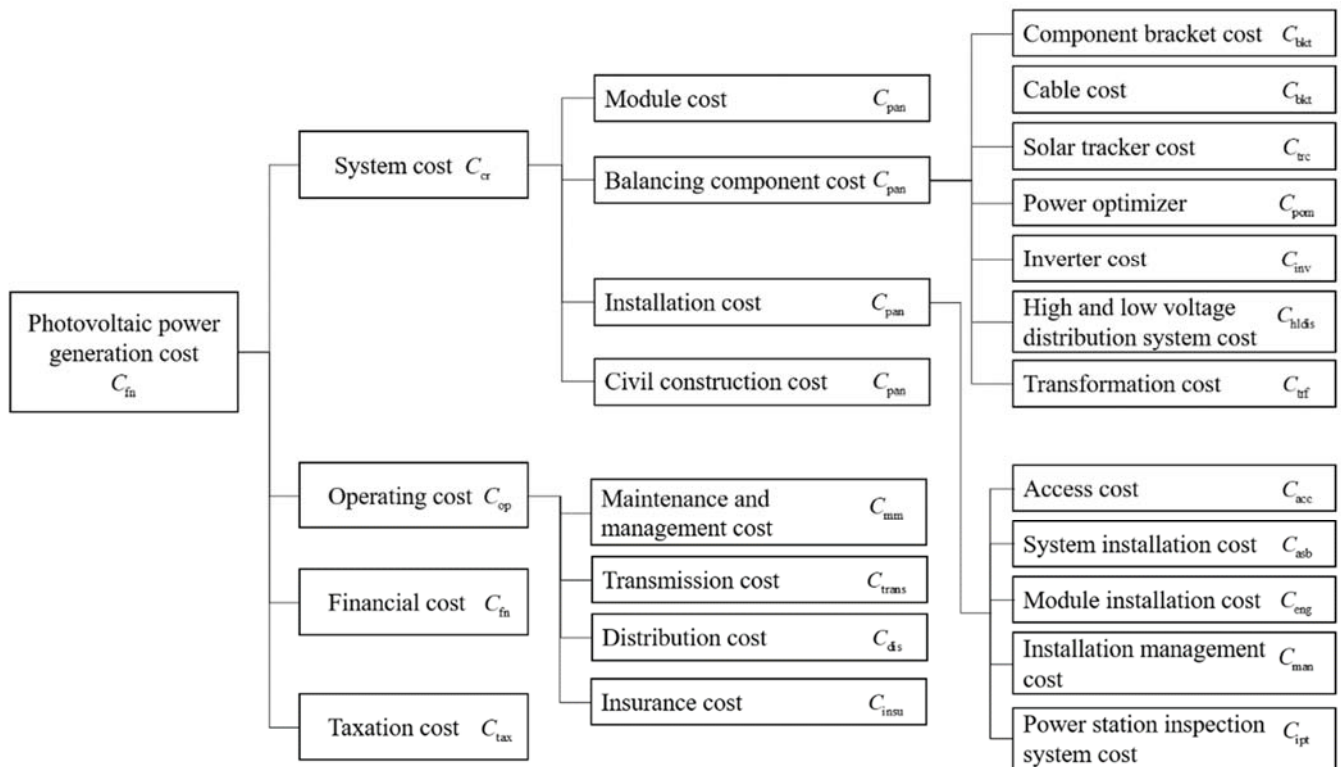 Photovoltaic power
generation cost
C_fn
System cost C_cr
Operating cost C_op
Financial cost C_fn
Taxation cost C_tax
Module cost C_pan
Balancing component cost C_pan
Installation cost C_pan
Civil construction cost C_pan
Maintenance and
management cost C_mm
Transmission cost C_trans
Distribution cost C_dis
Insurance cost C_insu
Component bracket cost C_bkt
Cable cost C_bkt
Solar tracker cost C_trc
Power optimizer C_pom
Inverter cost C_inv
High and low voltage
distribution system cost C_hldis
Transformation cost C_trf
Access cost C_acc
System installation cost C_asb
Module installation cost C_eng
Installation management
cost C_man
Power station inspection
system cost C_ipt